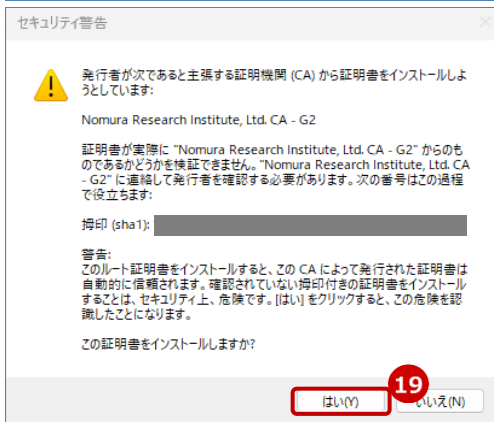 セキュリティ警告
発行者が次であると主張する証明機関 (CA) から証明書をインストールしよ
うとしています:
Nomura Research Institute, Ltd. CA - G2
証明書が実際に "Nomura Research Institute, Ltd. CA - G2" からのも
のであるかどうかを検証できません。"Nomura Research Institute, Ltd. CA
- G2" に連絡して発行者を確認する必要があります。次の番号はこの過程
で役立ちます:
拇印 (sha1):
警告:
このルート証明書をインストールすると、この CA によって発行された証明書は
自動的に信頼されます。確認されていない拇印付きの証明書をインストール
することは、セキュリティ上、危険です。[はい] をクリックすると、この危険を認
識したことになります。
この証明書をインストールしますか?
19
はい(Y)
いいえ(N)